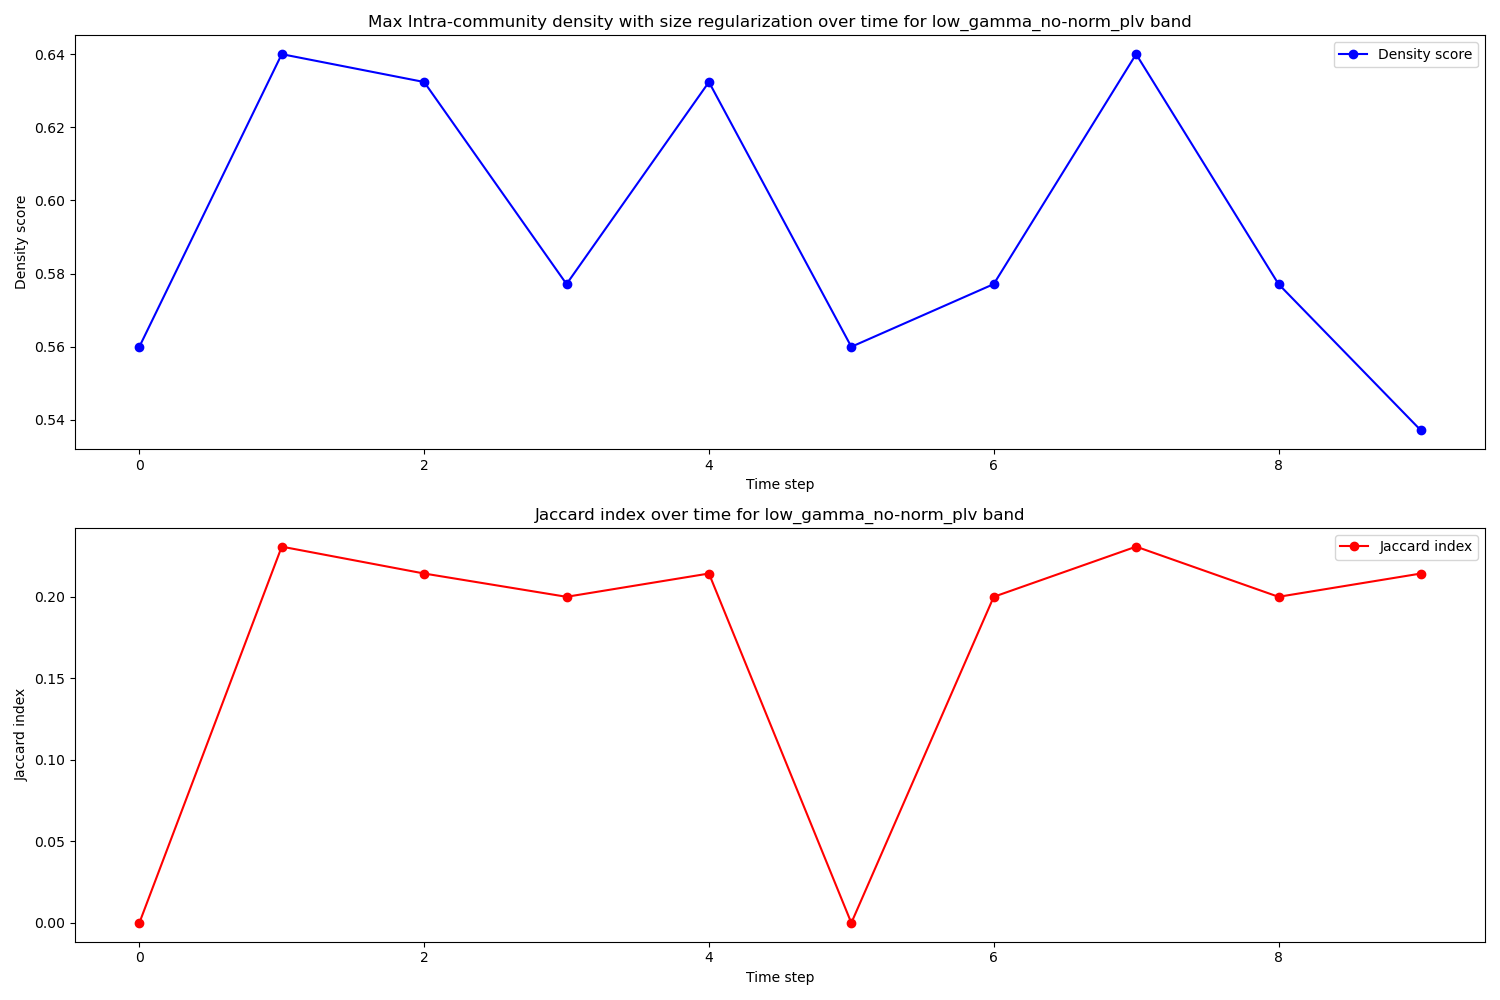 Max Intra-community density with size regularization over time for low_gamma_no-norm_plv band
Density score
0.64
0.62
0.60
0.58
0.56
0.54
Density score
0 2 4 6 8
Time step
Jaccard index over time for low_gamma_no-norm_plv band
Jaccard index
0.20
0.15
0.10
0.05
0.00
Jaccard index
0 2 4 6 8
Time step